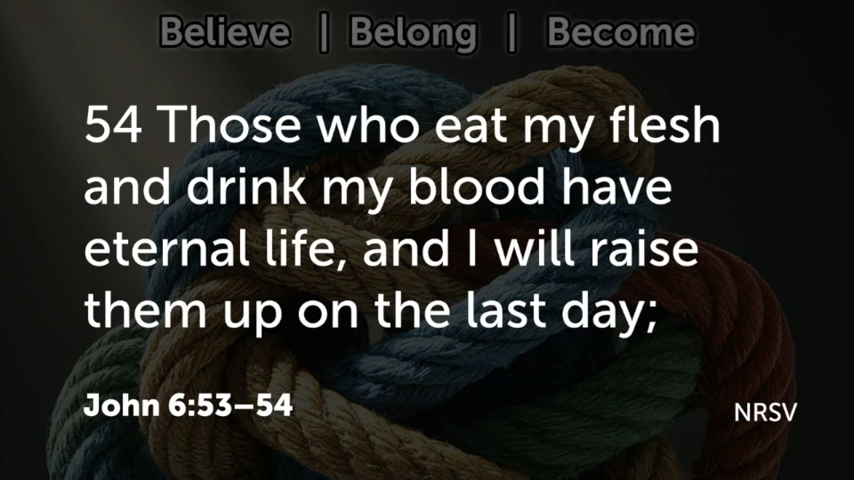 Believe | Belong | Become
54 Those who eat my flesh
and drink my blood have
eternal life, and I will raise
them up on the last day;
John 6:53–54
NRSV